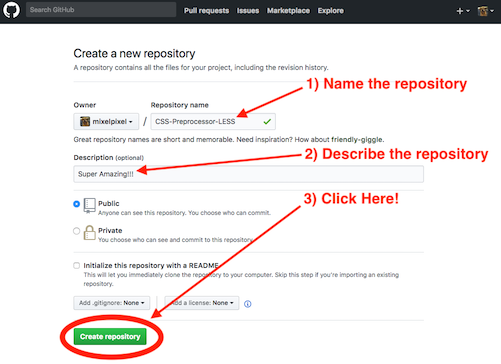 Search GitHub
Pull requests Issues Marketplace Explore
Create a new repository
A repository contains all the files for your project, including the revision history.
1) Name the repository
Owner Repository name
mixelpixel / CSS-Preprocessor-LESS
Great repository names are short and memorable. Need inspiration? How about friendly-giggle.
Description (optional)
2) Describe the repository
Super Amazing!!!
3) Click Here!
Public
Anyone can see this repository. You choose who can commit.
Private
You choose who can see and commit to this repository.
Initialize this repository with a README
This will let you immediately clone the repository to your computer. Skip this step if you're importing an existing
repository.
Add .gitignore: None Add a license: None
Create repository